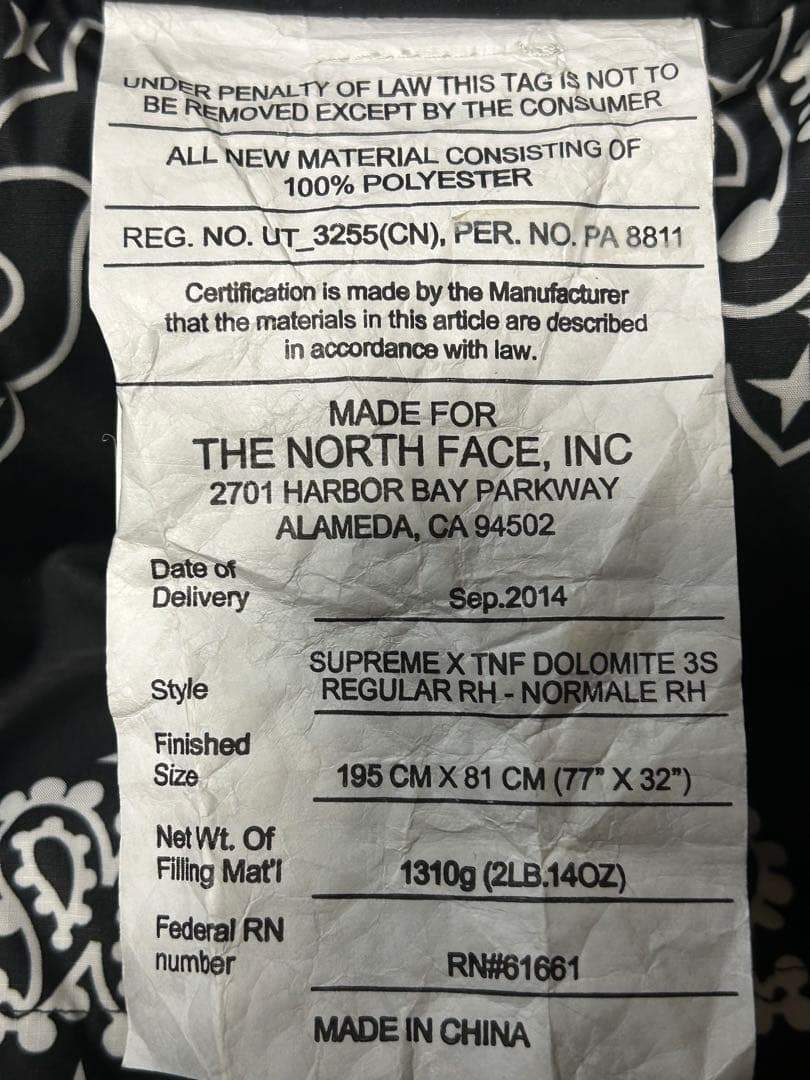 UNDER PENALTY OF LAW THIS TAG IS NOT TO
BE REMOVED EXCEPT BY THE CONSUMER
ALL NEW MATERIAL CONSISTING OF
100% POLYESTER
REG. NO. UT_3255(CN), PER. NO. PA 8811
Certification is made by the Manufacturer
that the materials in this article are described
in accordance with law.
MADE FOR
THE NORTH FACE, INC
2701 HARBOR BAY PARKWAY
ALAMEDA, CA 94502
Date of
Delivery Sep.2014
SUPREME X TNF DOLOMITE 3S
Style REGULAR RH - NORMALE RH
Finished
Size 195 CM X 81 CM (77" X 32")
Net Wt. Of
Filling Mat'l 1310g (2LB.14OZ)
Federal RN
number RN#61661
MADE IN CHINA